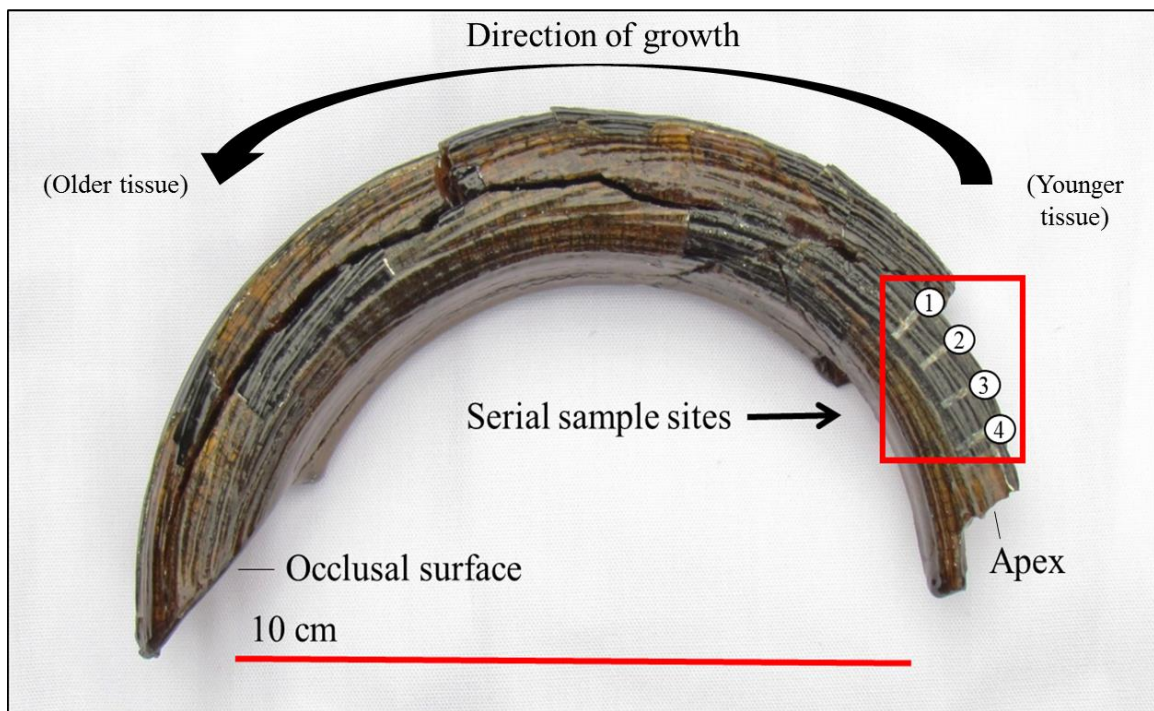 Direction of growth
(Older tissue)
(Younger
tissue)
1
2
3
Serial sample sites
4
Occlusal surface
Apex
10 cm